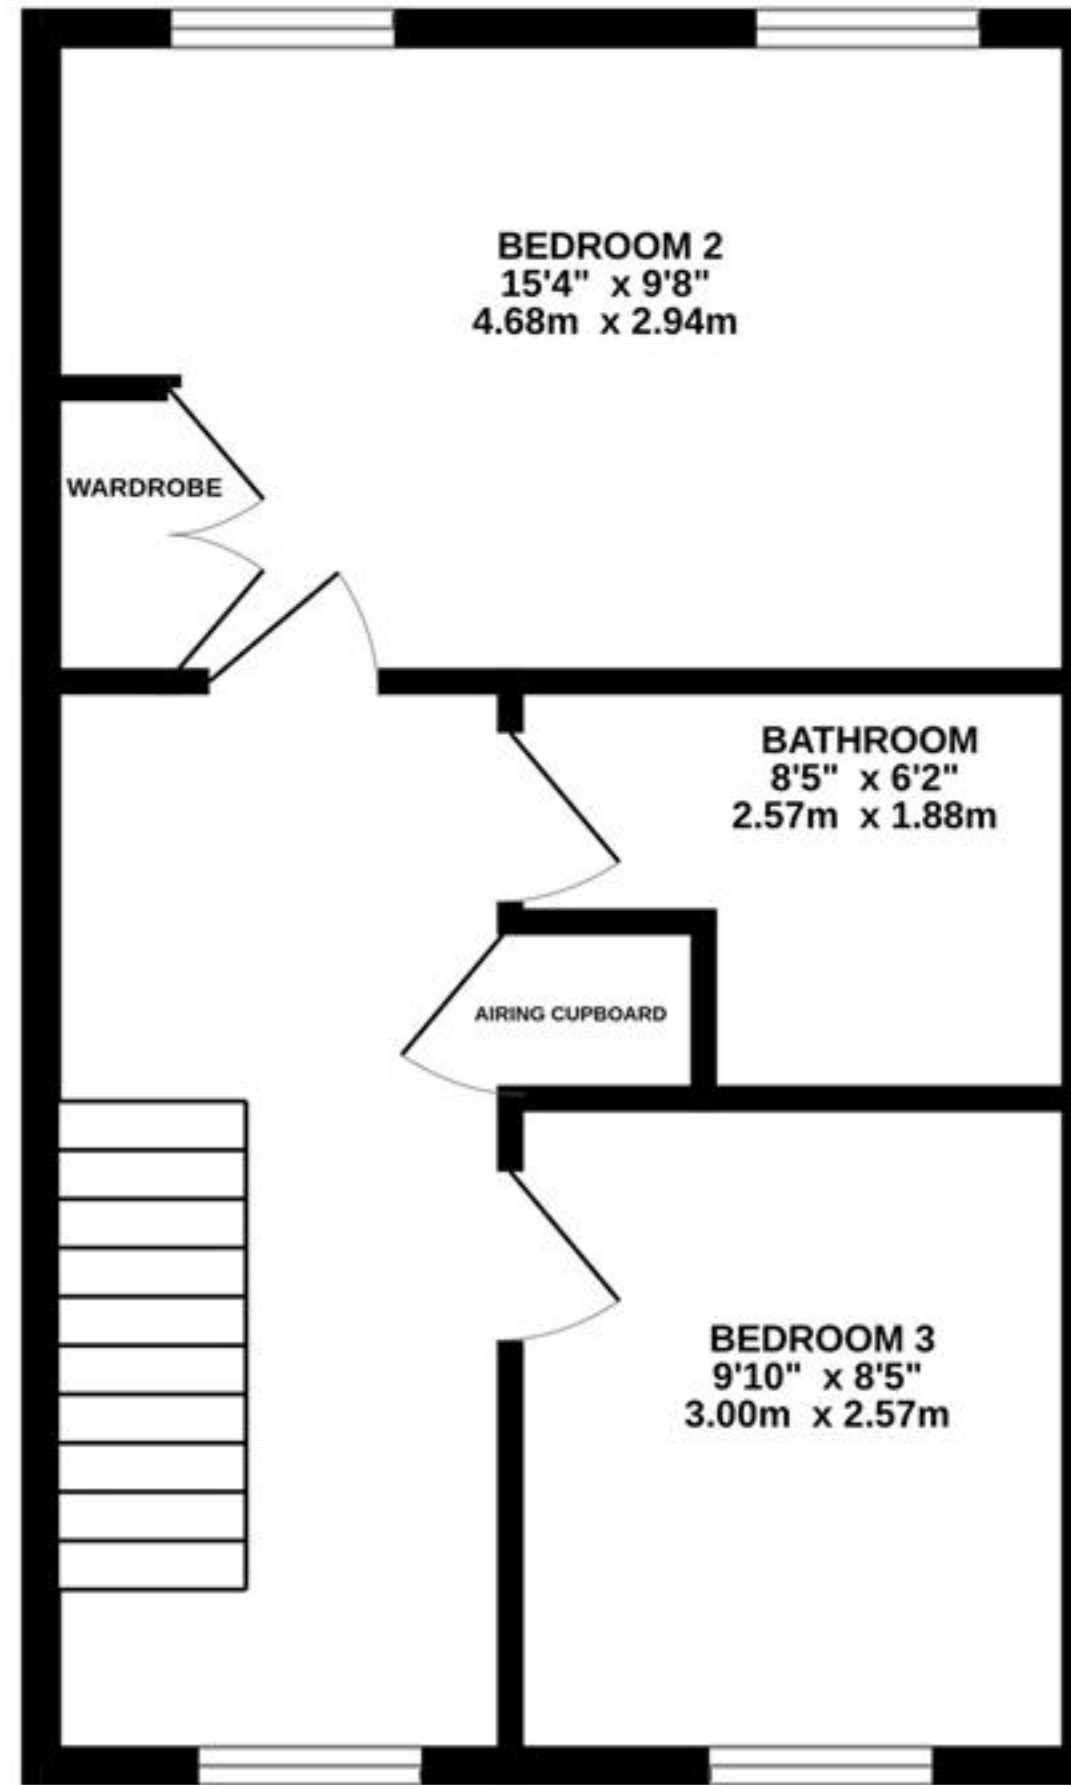 BEDROOM 2
15'4" x 9'8"
4.68m x 2.94m
WARDROBE
BATHROOM
8'5" x 6'2"
2.57m x 1.88m
AIRING CUPBOARD
BEDROOM 3
9'10" x 8'5"
3.00m x 2.57m